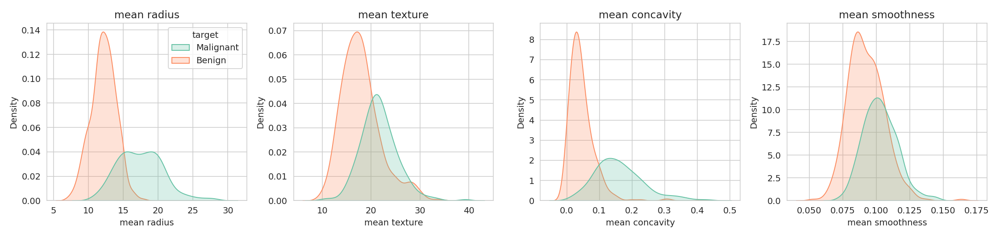 mean radius
Density
0.14
0.12
0.10
0.08
0.06
0.04
0.02
0.00
target
Malignant
Benign
5 10 15 20 25 30
mean radius
mean texture
Density
0.07
0.06
0.05
0.04
0.03
0.02
0.01
0.00
10 20 30 40
mean texture
mean concavity
Density
8
7
6
5
4
3
2
1
0
0.0 0.1 0.2 0.3 0.4 0.5
mean concavity
mean smoothness
Density
17.5
15.0
12.5
10.0
7.5
5.0
2.5
0.0
0.050 0.075 0.100 0.125 0.150 0.175
mean smoothness